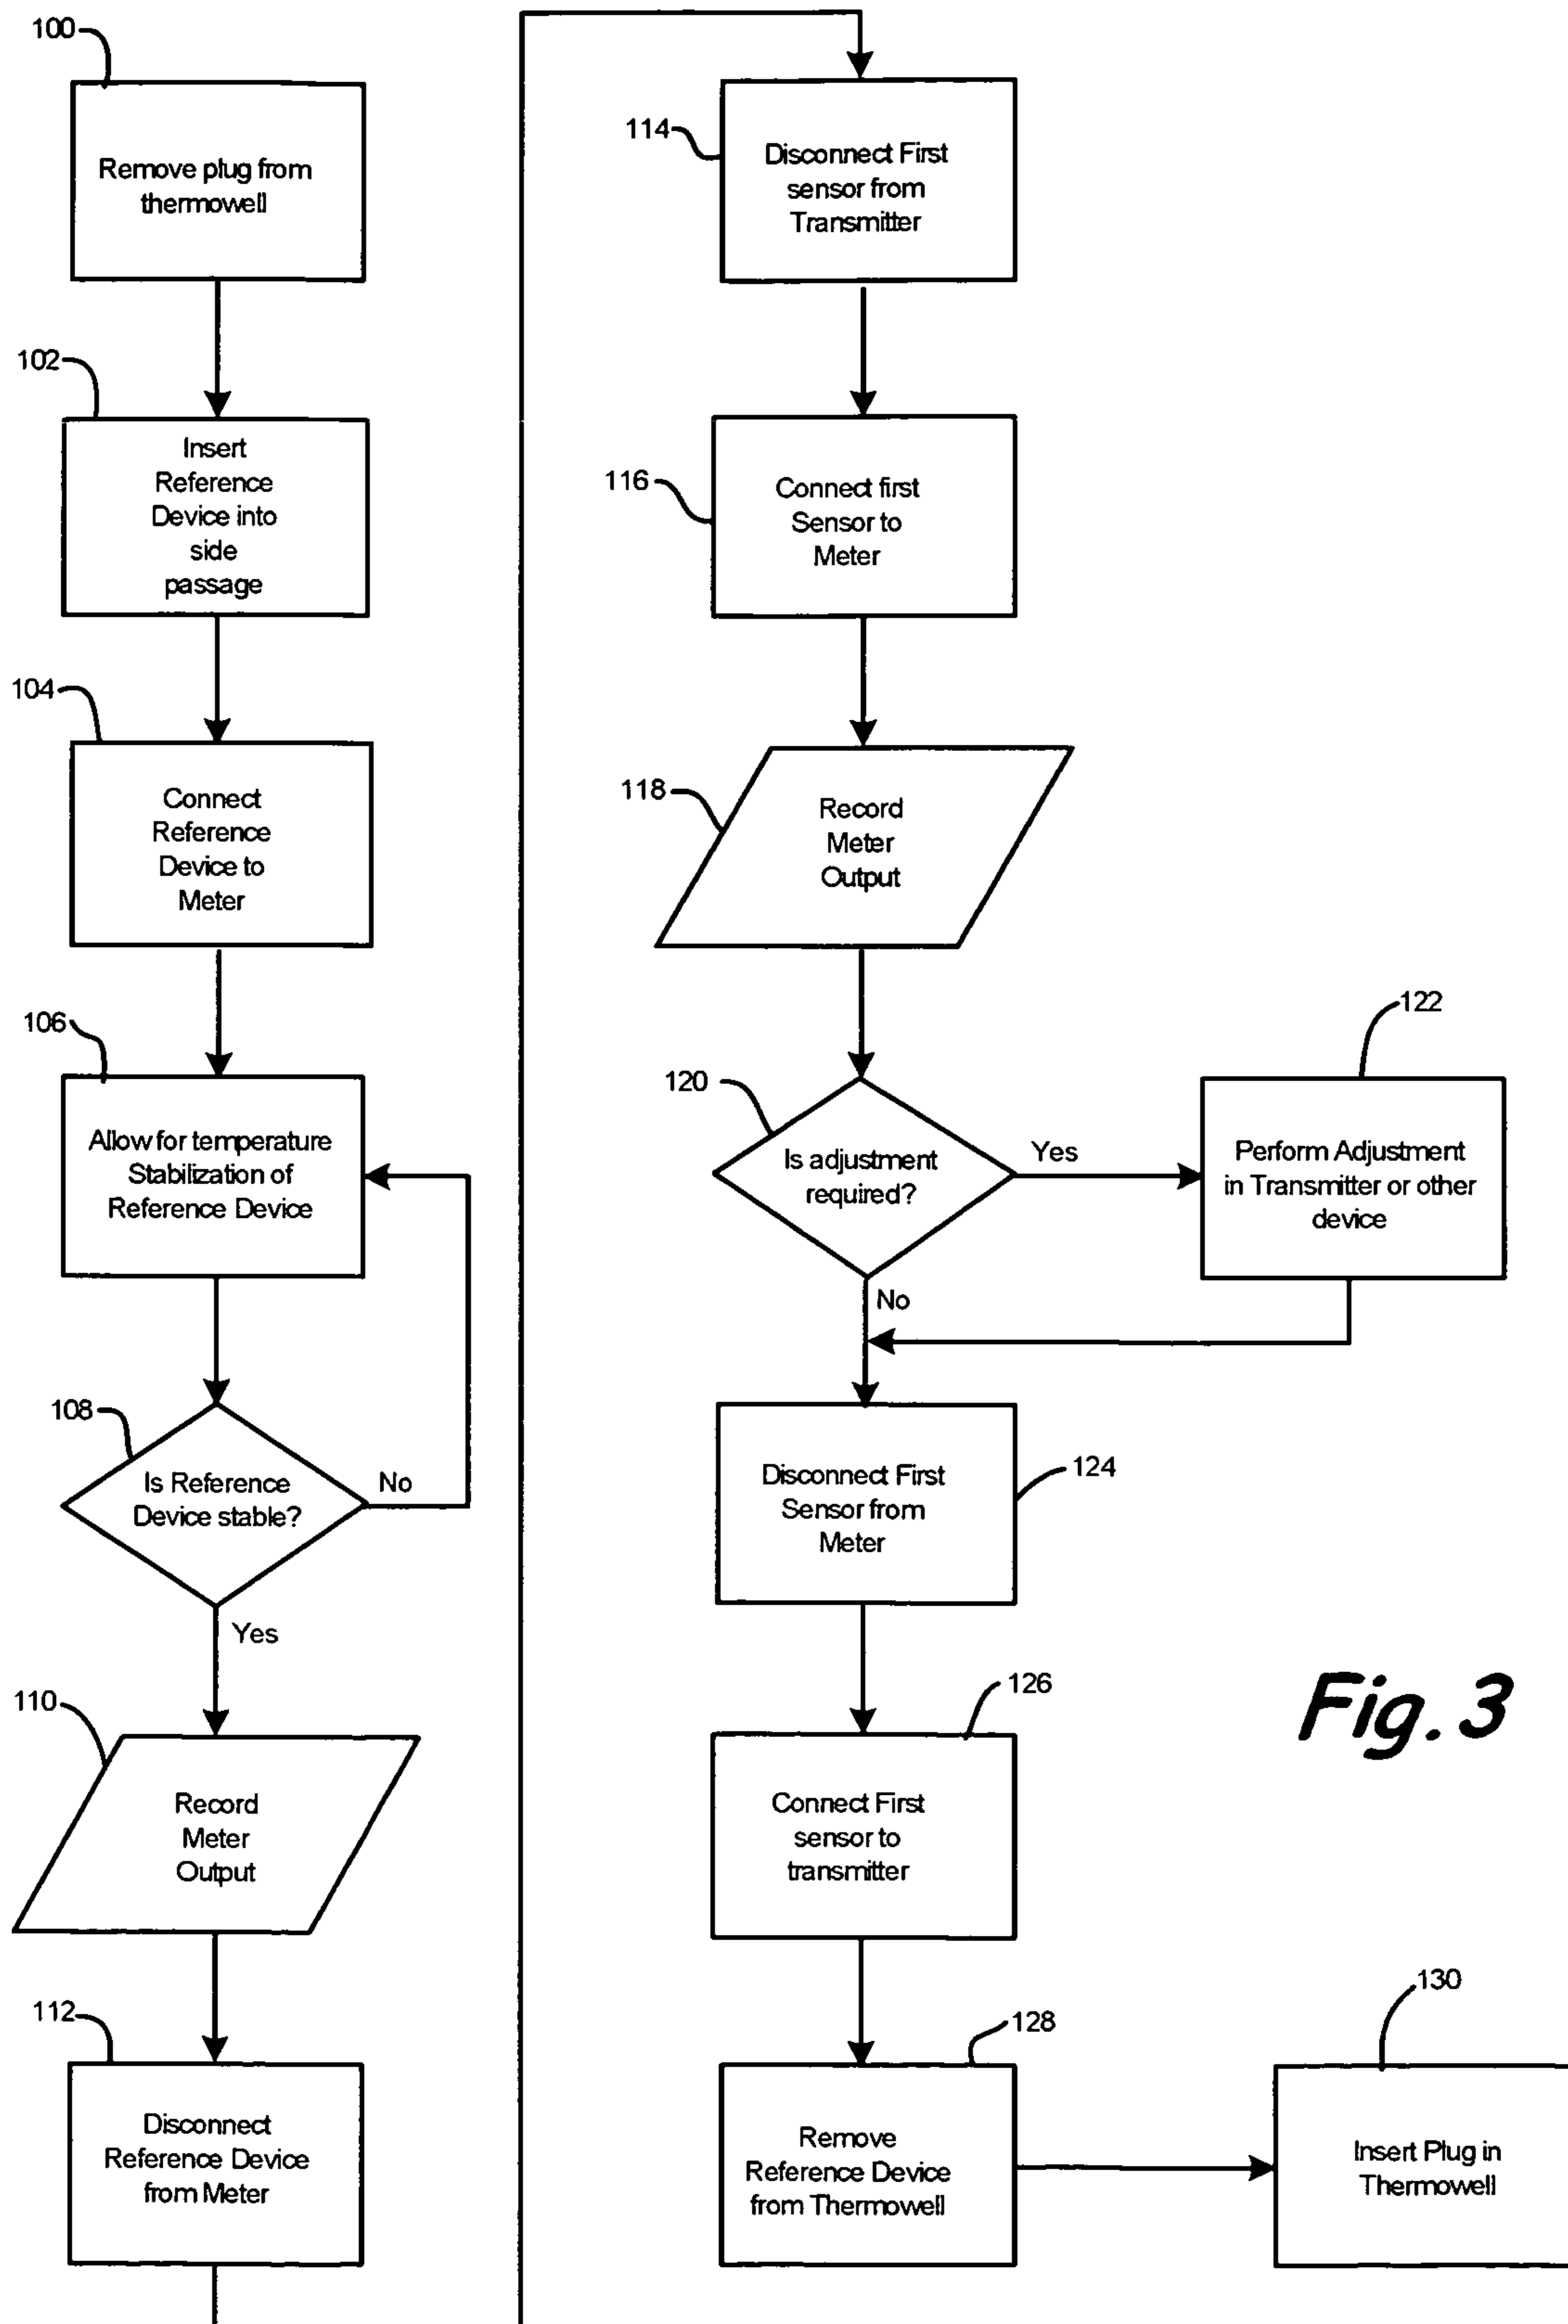 100
Remove plug from
thermowell
102
Insert
Reference
Device into
side
passage
104
Connect
Reference
Device to
Meter
106
Allow for temperature
Stabilization of
Reference Device
108
Is Reference
Device stable?
No
Yes
110
Record
Meter
Output
112
Disconnect
Reference Device
from Meter
114
Disconnect First
sensor from
Transmitter
116
Connect first
Sensor to
Meter
118
Record
Meter
Output
120
Is adjustment
required?
Yes
No
122
Perform Adjustment
in Transmitter or other
device
124
Disconnect First
Sensor from
Meter
126
Connect First
sensor to
transmitter
128
Remove
Reference Device
from Thermowell
130
Insert Plug in
Thermowell
Fig. 3